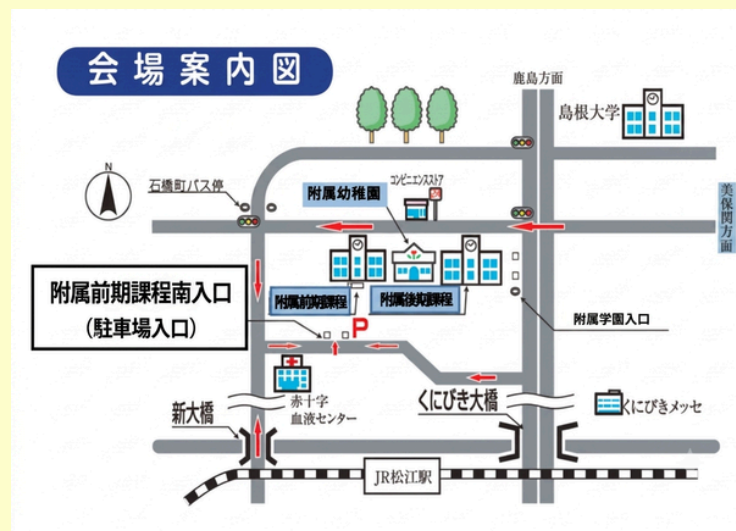 会場案内図
鹿島方面
島根大学
N
石橋町バス停
コンビニエンスストア
附属幼稚園
美保関方面
附属前期課程南入口
（駐車場入口）
附属前期課程
附属後期課程
P
附属学園入口
赤十字
血液センター
新大橋
くにびき大橋
くにびきメッセ
JR松江駅